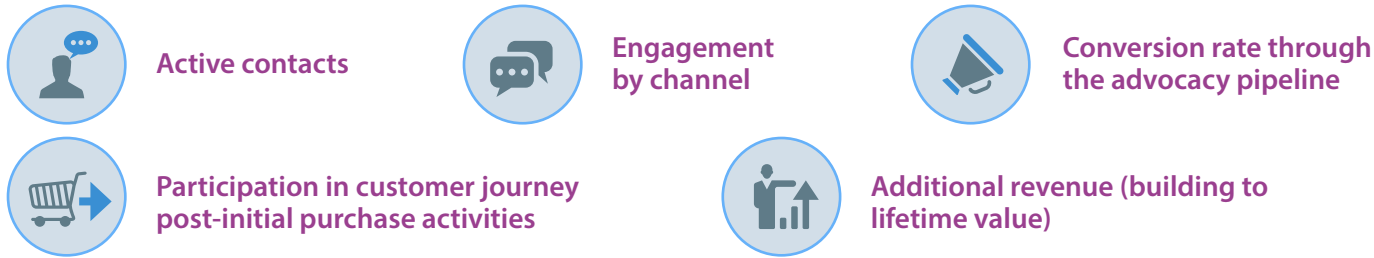 Active contacts
Engagement
by channel
Conversion rate through
the advocacy pipeline
Participation in customer journey
post-initial purchase activities
Additional revenue (building to
lifetime value)